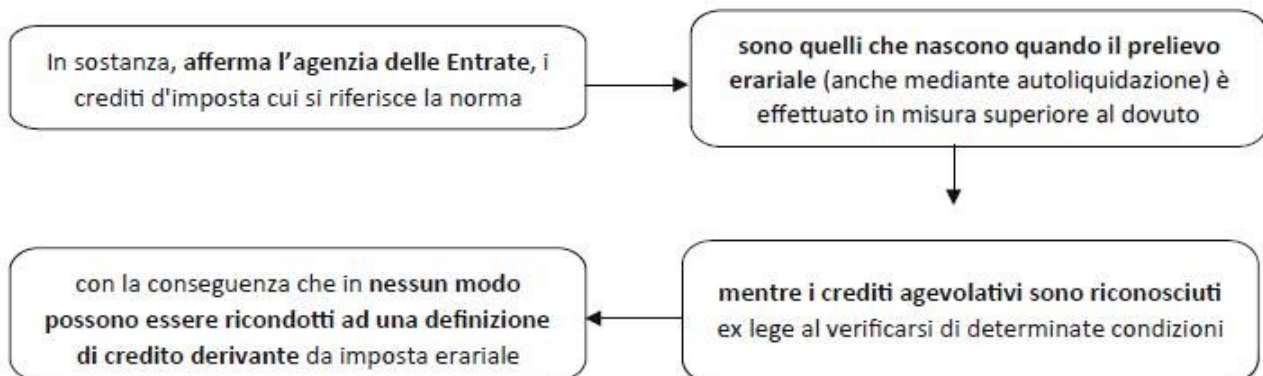 In sostanza, afferma l'agenzia delle Entrate, i
crediti d'imposta cui si riferisce la norma
sono quelli che nascono quando il prelievo
erariale (anche mediante autoliquidazione) è
effettuato in misura superiore al dovuto
mentre i crediti agevolativi sono riconosciuti
ex lege al verificarsi di determinate condizioni
con la conseguenza che in nessun modo
possono essere ricondotti ad una definizione
di credito derivante da imposta erariale